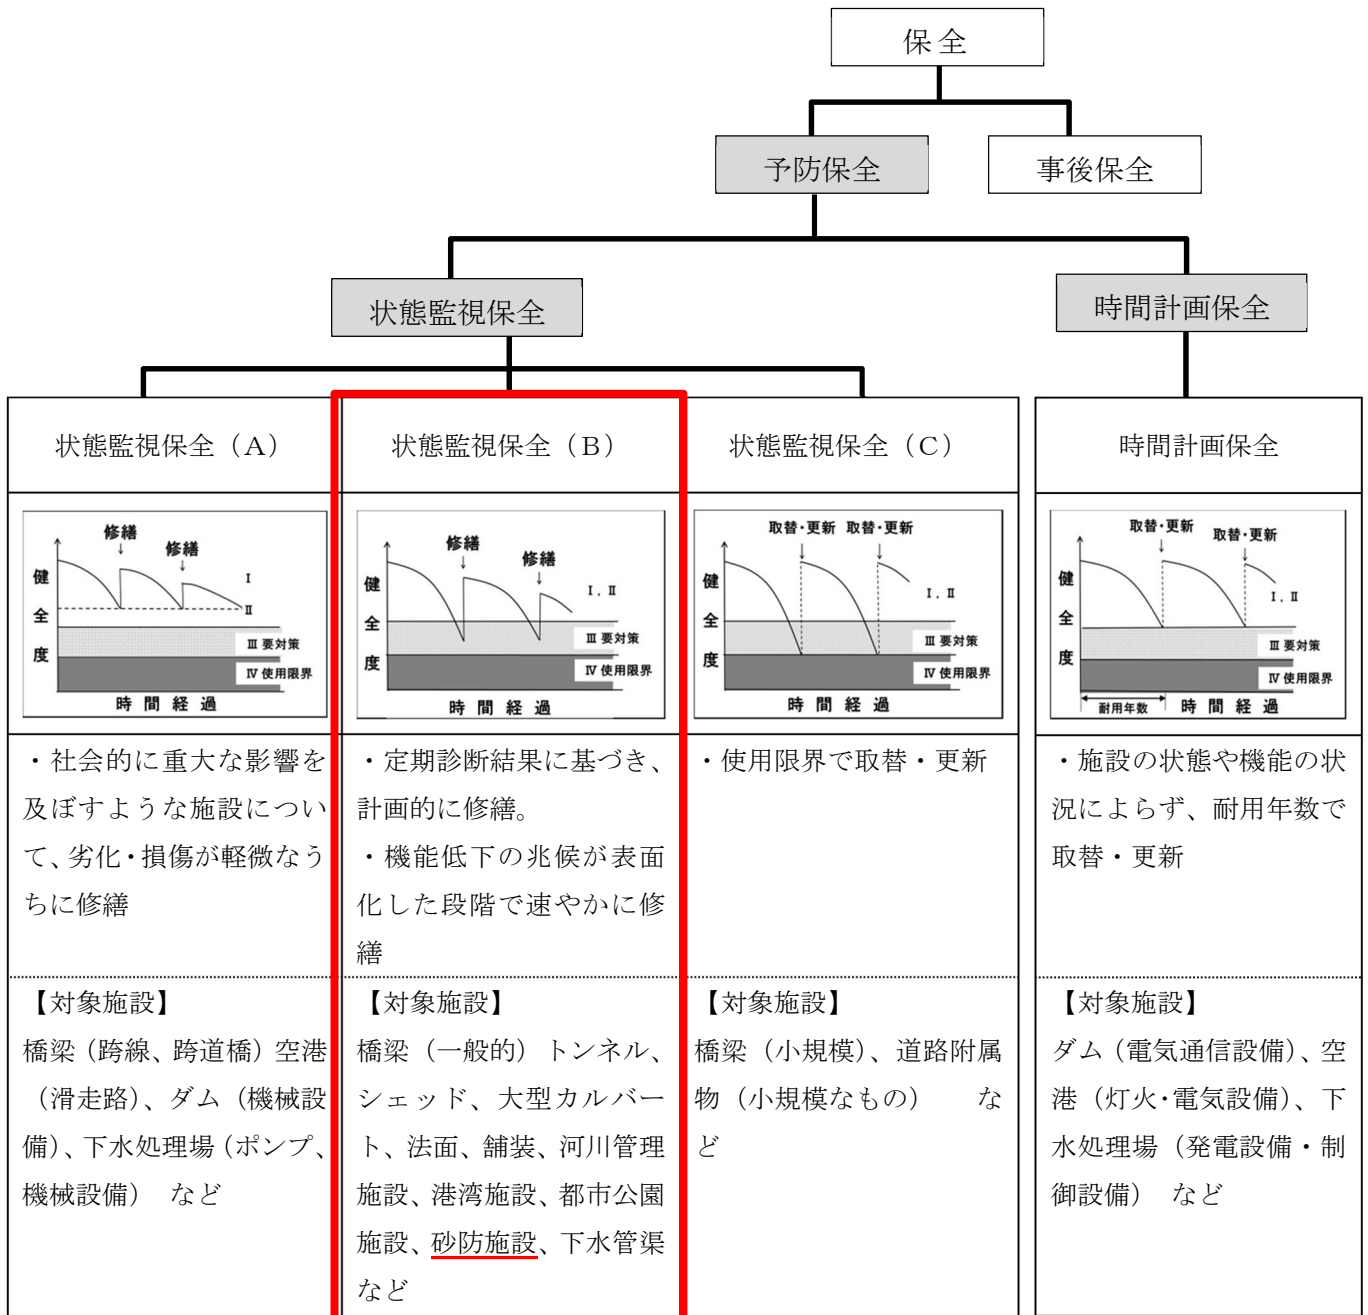 保 全
予防保全
事後保全
状態監視保全
時間計画保全
状態監視保全（A）
修繕
修繕
健
全
度
Ⅰ
Ⅱ
Ⅲ 要対策
Ⅳ 使用限界
時 間 経 過
・社会的に重大な影響を
及ぼすような施設につい
て、劣化・損傷が軽微なう
ちに修繕
【対象施設】
橋梁（跨線、跨道橋）空港
（滑走路）、ダム（機械設
備）、下水処理場（ポンプ、
機械設備） など
状態監視保全（B）
修繕
修繕
健
全
度
Ⅰ, Ⅱ
Ⅲ 要対策
Ⅳ 使用限界
時 間 経 過
・定期診断結果に基づき、
計画的に修繕。
・機能低下の兆候が表面
化した段階で速やかに修
繕
【対象施設】
橋梁（一般的）トンネル、
シェッド、大型カルバー
ト、法面、舗装、河川管理
施設、港湾施設、都市公園
施設、砂防施設、下水管渠
など
状態監視保全（C）
取替・更新 取替・更新
健
全
度
Ⅰ, Ⅱ
Ⅲ 要対策
Ⅳ 使用限界
時 間 経 過
・使用限界で取替・更新
【対象施設】
橋梁（小規模）、道路附属
物（小規模なもの） な
ど
時間計画保全
取替・更新
取替・更新
健
全
度
Ⅰ, Ⅱ
Ⅲ 要対策
Ⅳ 使用限界
耐用年数
時 間 経 過
・施設の状態や機能の状
況によらず、耐用年数で
取替・更新
【対象施設】
ダム（電気通信設備）、空
港（灯火・電気設備）、下
水処理場（発電設備・制
御設備） など